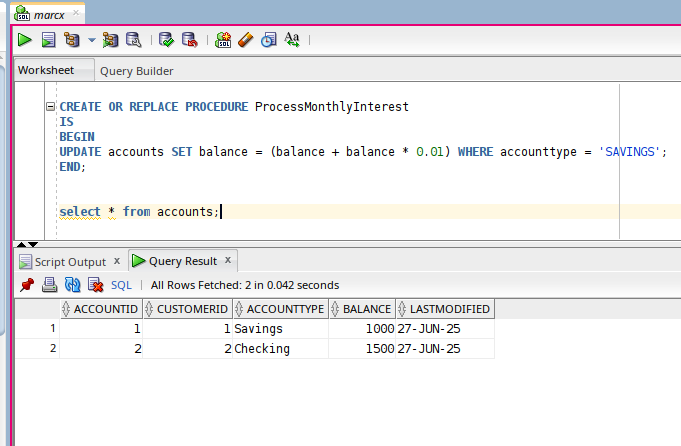 marcx
Worksheet Query Builder
CREATE OR REPLACE PROCEDURE ProcessMonthlyInterest
IS
BEGIN
UPDATE accounts SET balance = (balance + balance * 0.01) WHERE accounttype = 'SAVINGS';
END;
select * from accounts;
Script Output x Query Result x
SQL | All Rows Fetched: 2 in 0.042 seconds
ACCOUNTID CUSTOMERID ACCOUNTTYPE BALANCE LASTMODIFIED
1 1 1 Savings 1000 27-JUN-25
2 2 2 Checking 1500 27-JUN-25